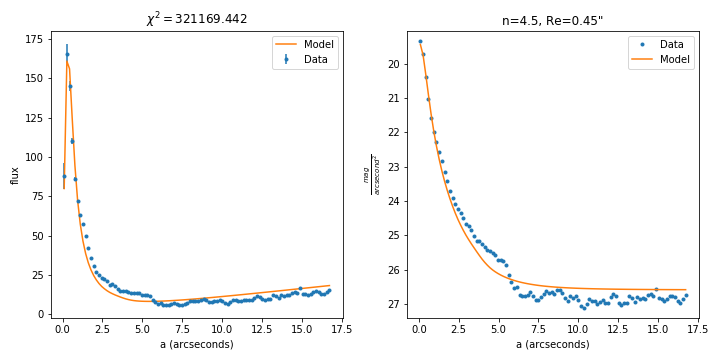 χ² = 321169.442
n=4.5, Re=0.45"
flux
180
150
125
100
75
50
25
0
0.0 2.5 5.0 7.5 10.0 12.5 15.0 17.5
a (arcseconds)
Model
Data
mag
arcsecond²
20
21
22
23
24
25
26
27
0.0 2.5 5.0 7.5 10.0 12.5 15.0 17.5
a (arcseconds)
Data
Model